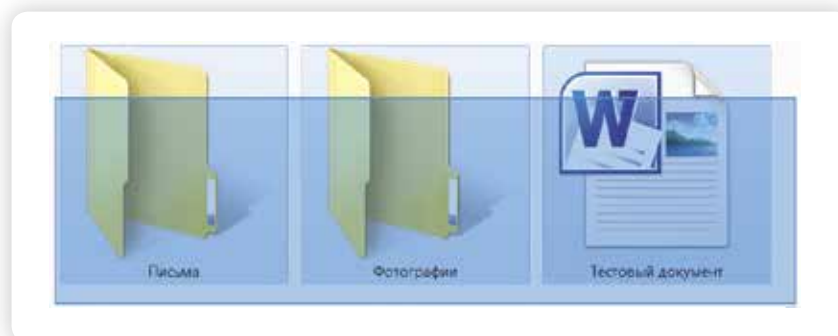 W
Письма
Фотографии
Тестовый документ